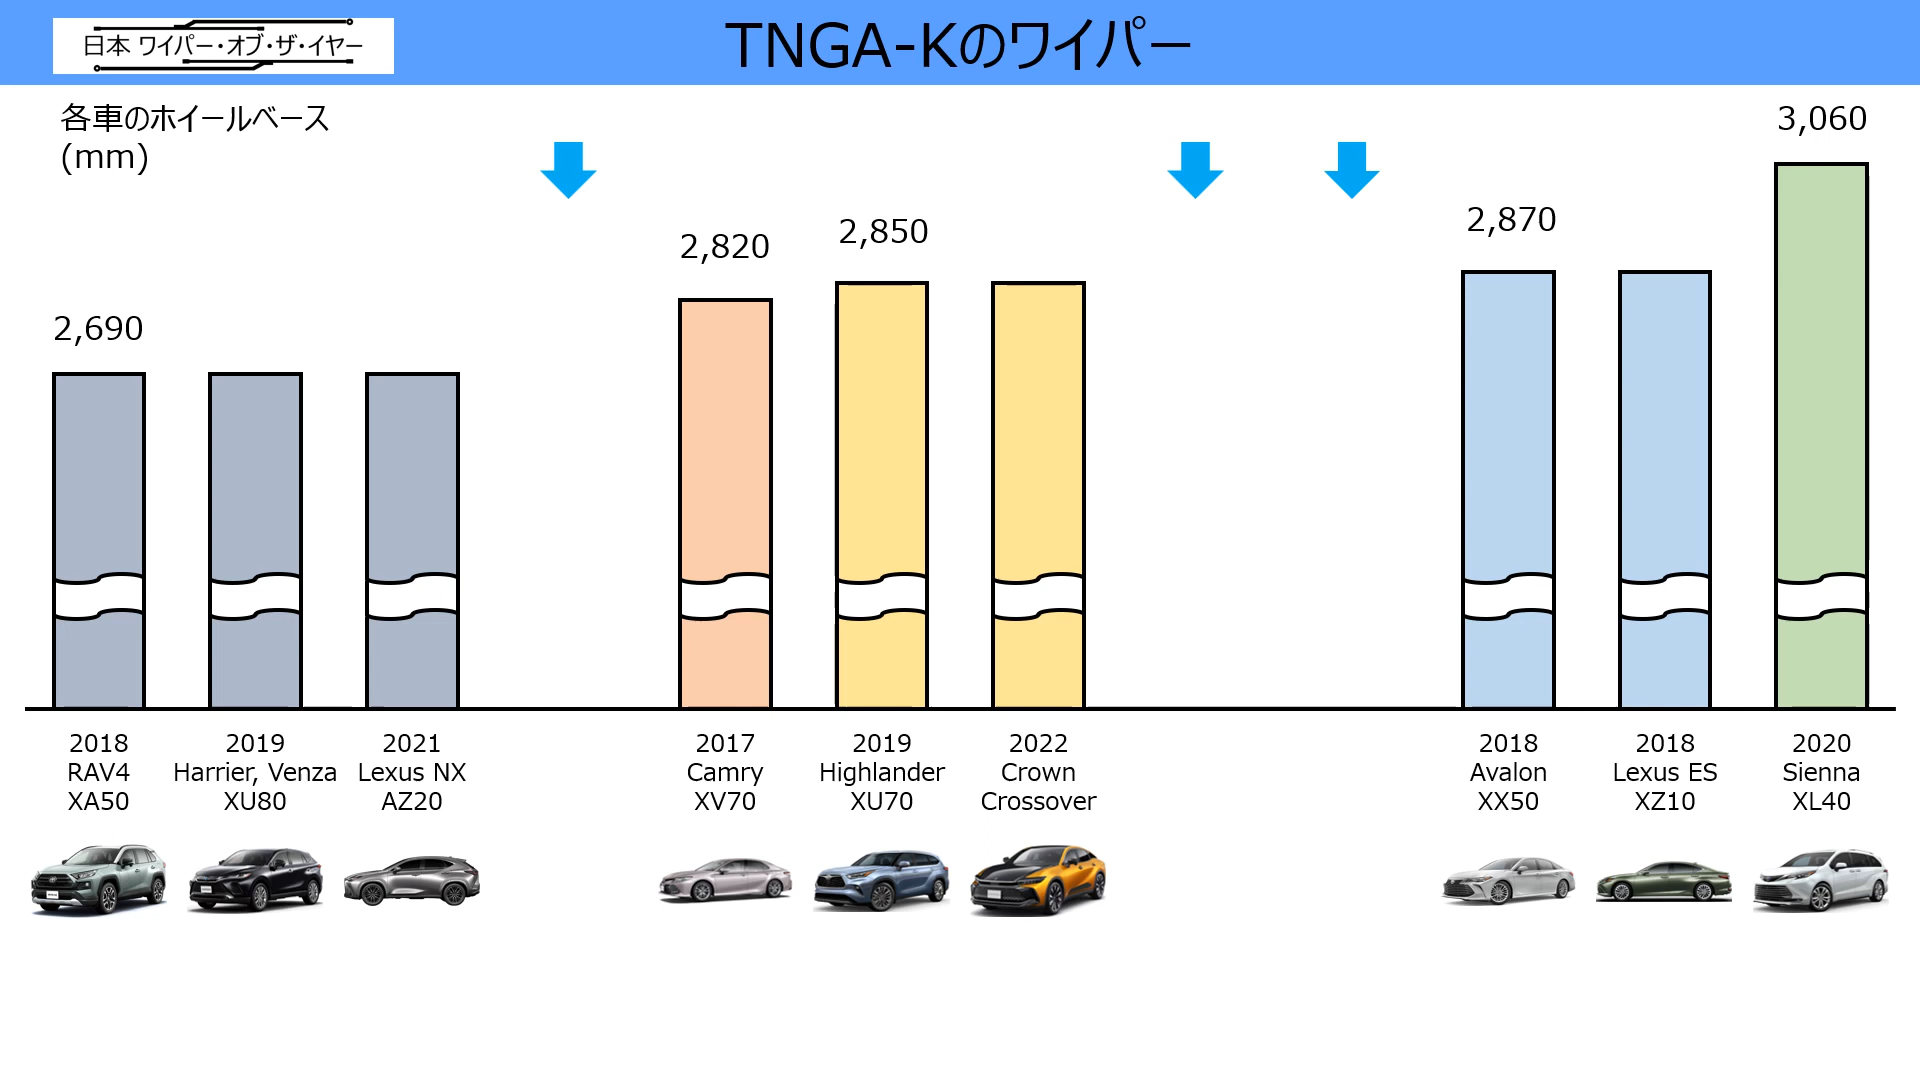 日本 ワイパー・オブ・ザ・イヤー
TNGA-Kのワイパー
各車のホイールベース
(mm)
2,690
2,820
2,850
2,870
3,060
2018
RAV4
XA50
2019
Harrier, Venza
XU80
2021
Lexus NX
AZ20
2017
Camry
XV70
2019
Highlander
XU70
2022
Crown
Crossover
2018
Avalon
XX50
2018
Lexus ES
XZ10
2020
Sienna
XL40